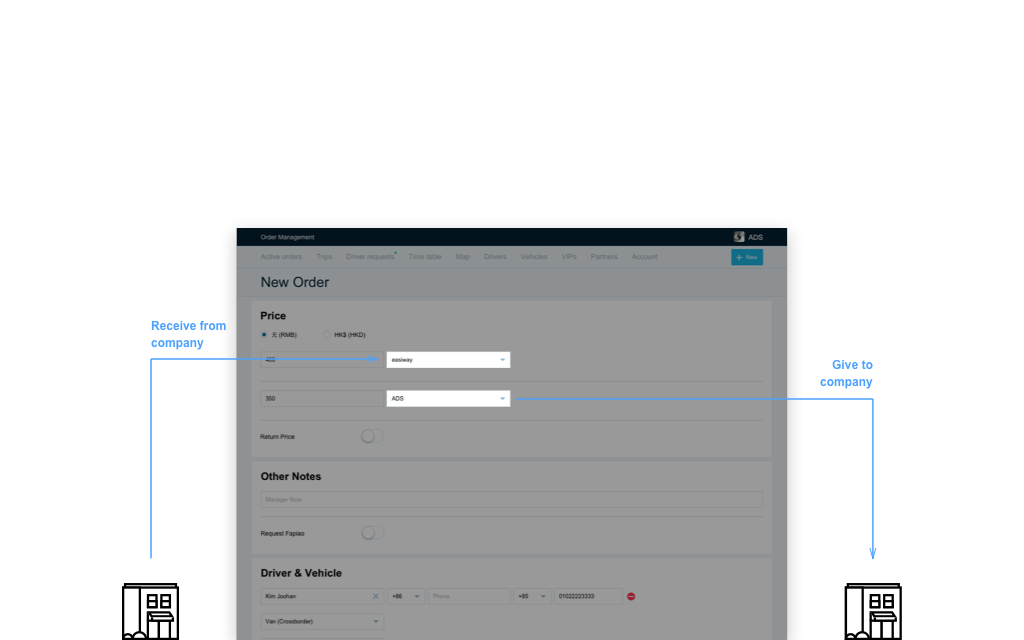 Order Management
ADS
Active orders Trips Driver requests Time table Map Drivers Vehicles VIPs Partners Account
+ New
New Order
Receive from
company
Price
元 (RMB) HK$ (HKD)
easiway
Give to
company
350 ADS
Return Price
Other Notes
Manager Note
Request Fapiao
Driver & Vehicle
Kim Joohan +86 Phone +85 01022223333
Van (Crossborder)